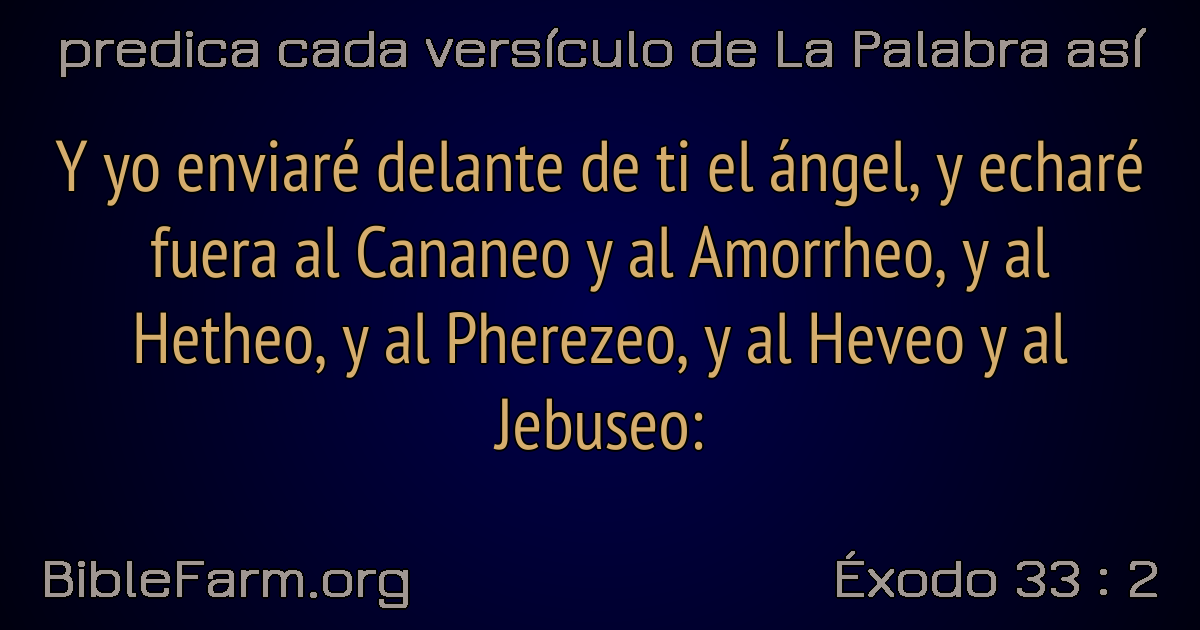 predica cada versículo de La Palabra así
Y yo enviaré delante de ti el ángel, y echaré
fuera al Cananeo y al Amorrheo, y al
Hetheo, y al Pherezeo, y al Heveo y al
Jebuseo:
BibleFarm.org
Éxodo 33 : 2